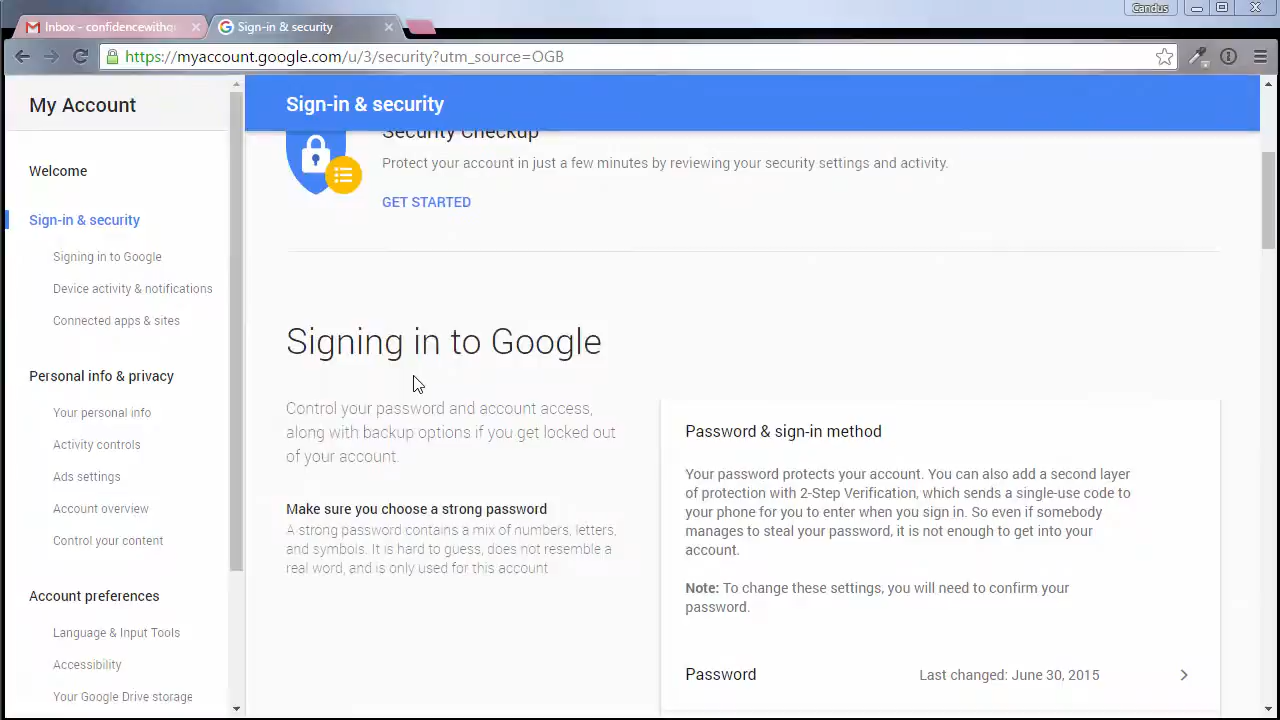 Candus
Inbox - confidencewithq
Sign-in & security
https://myaccount.google.com/u/3/security?utm_source=OGB
My Account
Sign-in & security
Welcome
Sign-in & security
Signing in to Google
Device activity & notifications
Connected apps & sites
Personal info & privacy
Your personal info
Activity controls
Ads settings
Account overview
Control your content
Account preferences
Language & Input Tools
Accessibility
Your Google Drive storage
Security Checkup
Protect your account in just a few minutes by reviewing your security settings and activity.
GET STARTED
Signing in to Google
Control your password and account access,
along with backup options if you get locked out
of your account.
Make sure you choose a strong password
A strong password contains a mix of numbers, letters,
and symbols. It is hard to guess, does not resemble a
real word, and is only used for this account
Password & sign-in method
Your password protects your account. You can also add a second layer
of protection with 2-Step Verification, which sends a single-use code to
your phone for you to enter when you sign in. So even if somebody
manages to steal your password, it is not enough to get into your
account.
Note: To change these settings, you will need to confirm your
password.
Password Last changed: June 30, 2015